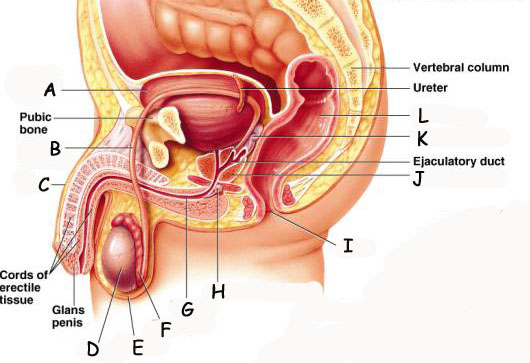 Vertebral column
A
Ureter
Pubic
bone
L
K
B
Ejaculatory duct
J
C
I
Cords of
erectile
tissue
H
Glans
penis
G
F
E
D